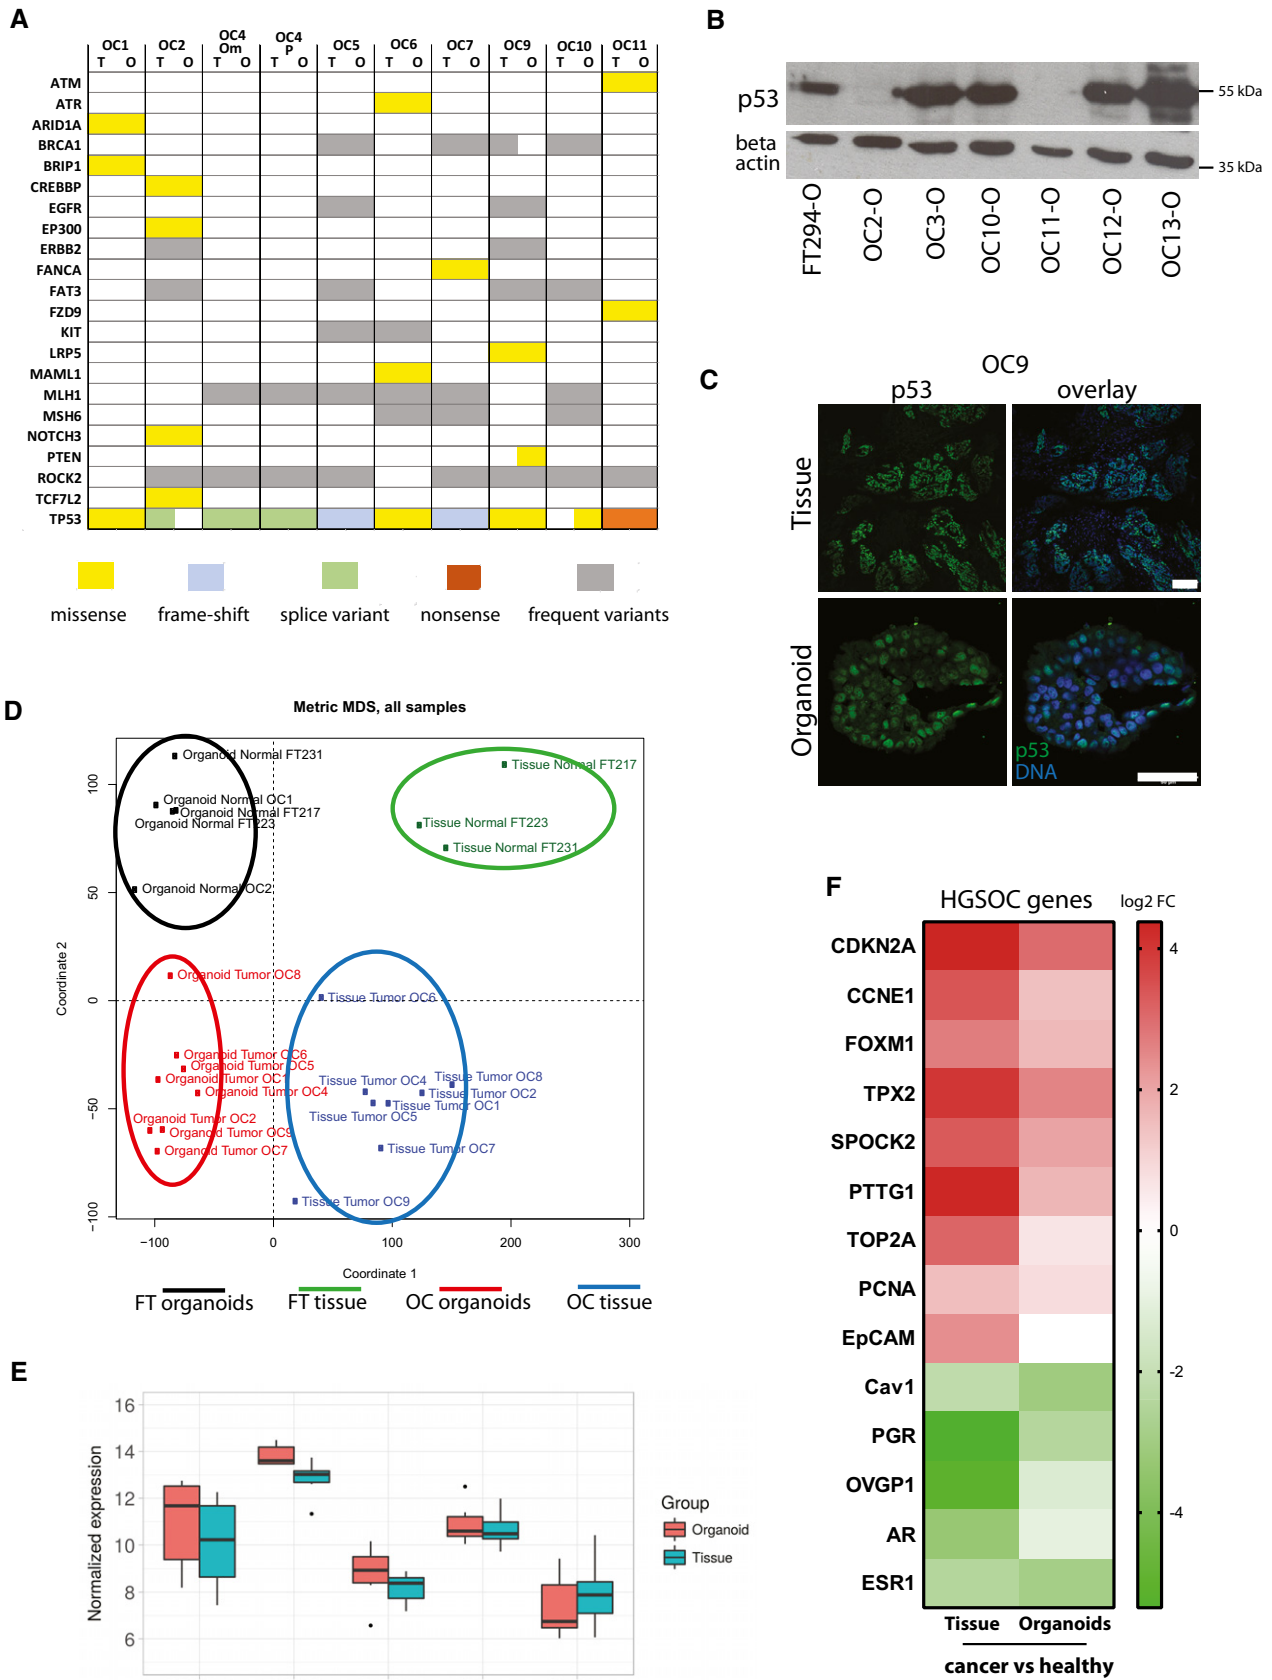 A
OC1 OC2 OC4 Om OC4 P OC5 OC6 OC7 OC9 OC10 OC11
T O T O T O T O T O T O T O T O T O T O
ATM
ATR
ARID1A
BRCA1
BRIP1
CREBBP
EGFR
EP300
ERBB2
FANCA
FAT3
FZD9
KIT
LRP5
MAML1
MLH1
MSH6
NOTCH3
PTEN
ROCK2
TCF7L2
TP53
missense frame-shift splice variant nonsense frequent variants
B
p53
55 kDa
beta
actin
35 kDa
FT294-O
OC2-O
OC3-O
OC10-O
OC11-O
OC12-O
OC13-O
C
OC9
p53 overlay
Tissue
Organoid
p53
DNA
D
Metric MDS, all samples
Organoid Normal FT231
Organoid Normal OC1
Organoid Normal FT217
Organoid Normal FT223
Organoid Normal OC2
Tissue Normal FT217
Tissue Normal FT223
Tissue Normal FT231
Organoid Tumor OC8
Organoid Tumor OC6
Organoid Tumor OC5
Organoid Tumor OC1
Organoid Tumor OC4
Organoid Tumor OC2
Organoid Tumor OC9
Organoid Tumor OC7
Tissue Tumor OC6
Tissue Tumor OC4
Tissue Tumor OC8
Tissue Tumor OC2
Tissue Tumor OC1
Tissue Tumor OC5
Tissue Tumor OC7
Tissue Tumor OC9
Coordinate 2
100
50
0
−50
−100
−100 0 100 200 300
Coordinate 1
FT organoids FT tissue OC organoids OC tissue
E
Normalized expression
16
14
12
10
8
6
Group
Organoid
Tissue
F
HGSOC genes
log2 FC
CDKN2A
CCNE1
FOXM1
TPX2
SPOCK2
PTTG1
TOP2A
PCNA
EpCAM
Cav1
PGR
OVGP1
AR
ESR1
4
2
0
-2
-4
Tissue Organoids
cancer vs healthy